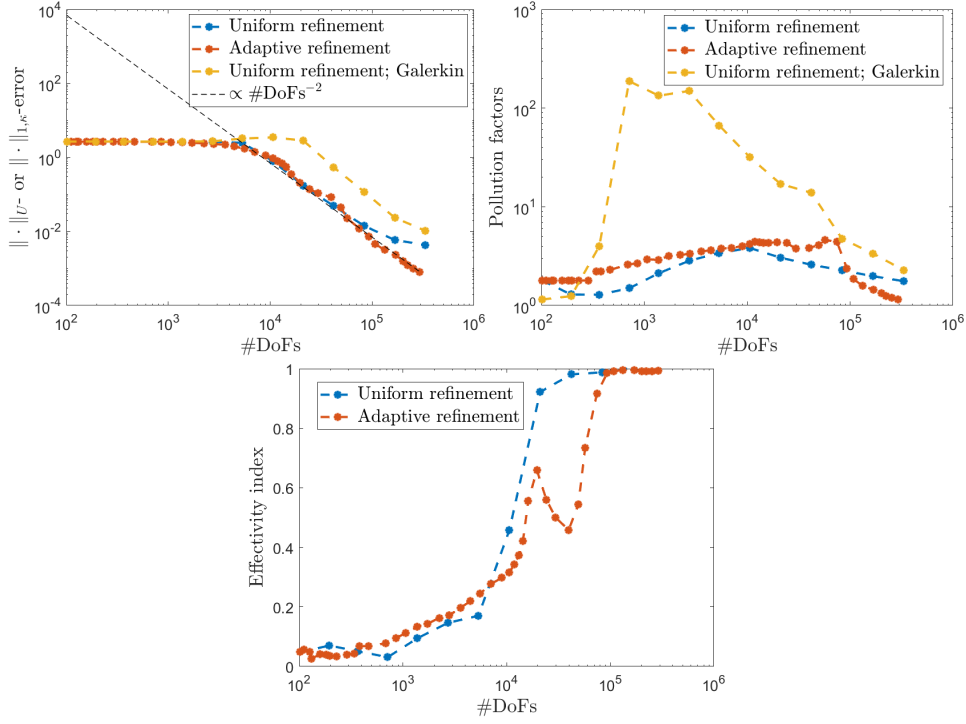 10^4
10^2
10^0
10^-2
10^-4
‖ · ‖_U- or ‖ · ‖_{1,κ}-error
Uniform refinement
Adaptive refinement
Uniform refinement; Galerkin
∝ #DoFs^-2
10^2 10^3 10^4 10^5 10^6
#DoFs
10^3
10^2
10^1
10^0
Pollution factors
Uniform refinement
Adaptive refinement
Uniform refinement; Galerkin
10^2 10^3 10^4 10^5 10^6
#DoFs
1
0.8
0.6
0.4
0.2
0
Effectivity index
Uniform refinement
Adaptive refinement
10^2 10^3 10^4 10^5 10^6
#DoFs